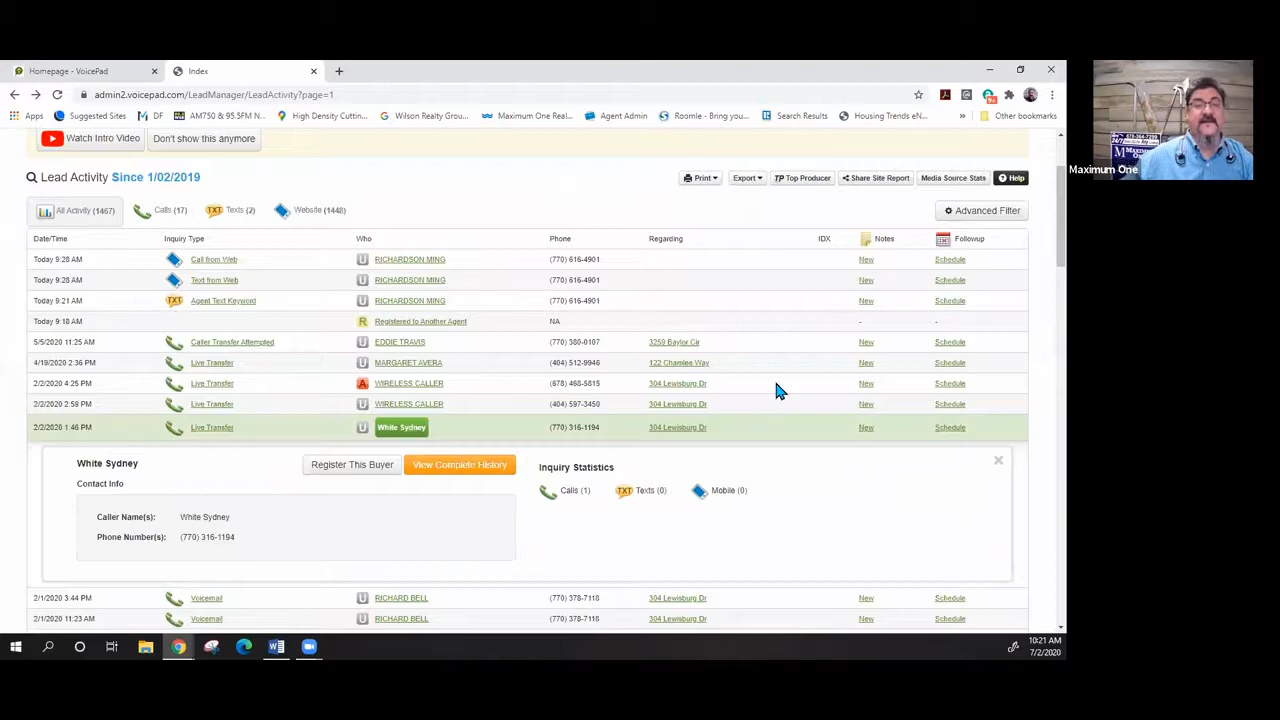 Homepage - VoicePad
Index
admin2.voicepad.com/LeadManager/LeadActivity?page=1
Apps Suggested Sites DF AM750 & 95.5FM N... High Density Cutting... Wilson Realty Grou... Maximum One Real... Agent Admin Roomle - Bring you... Search Results Housing Trends eN... » Other bookmarks
Watch Intro Video Don't show this anymore
Lead Activity Since 1/02/2019 Print Export TP Top Producer Share Site Report Media Source Stats Help
All Activity (1467) Calls (17) TXT Texts (2) Website (1448) Advanced Filter
Date/Time Inquiry Type Who Phone Regarding IDX Notes Followup
Today 9:28 AM Call from Web U RICHARDSON MING (770) 616-4901 New Schedule
Today 9:28 AM Text from Web U RICHARDSON MING (770) 616-4901 New Schedule
Today 9:21 AM TXT Agent Text Keyword U RICHARDSON MING (770) 616-4901 New Schedule
Today 9:18 AM R Registered to Another Agent NA - -
5/5/2020 11:25 AM Caller Transfer Attempted U EDDIE TRAVIS (770) 380-0107 3259 Baylor Cir New Schedule
4/19/2020 2:36 PM Live Transfer U MARGARET AVERA (404) 512-9946 122 Chamlee Way New Schedule
2/2/2020 4:25 PM Live Transfer A WIRELESS CALLER (678) 468-5815 304 Lewisburg Dr New Schedule
2/2/2020 2:59 PM Live Transfer U WIRELESS CALLER (404) 597-3450 304 Lewisburg Dr New Schedule
2/2/2020 1:46 PM Live Transfer U White Sydney (770) 316-1194 304 Lewisburg Dr New Schedule
White Sydney Register This Buyer View Complete History Inquiry Statistics
Contact Info Calls (1) TXT Texts (0) Mobile (0)
Caller Name(s): White Sydney
Phone Number(s): (770) 316-1194
2/1/2020 3:44 PM Voicemail U RICHARD BELL (770) 378-7118 304 Lewisburg Dr New Schedule
2/1/2020 11:23 AM Voicemail U RICHARD BELL (770) 378-7118 304 Lewisburg Dr New Schedule
10:21 AM
7/2/2020
Maximum One